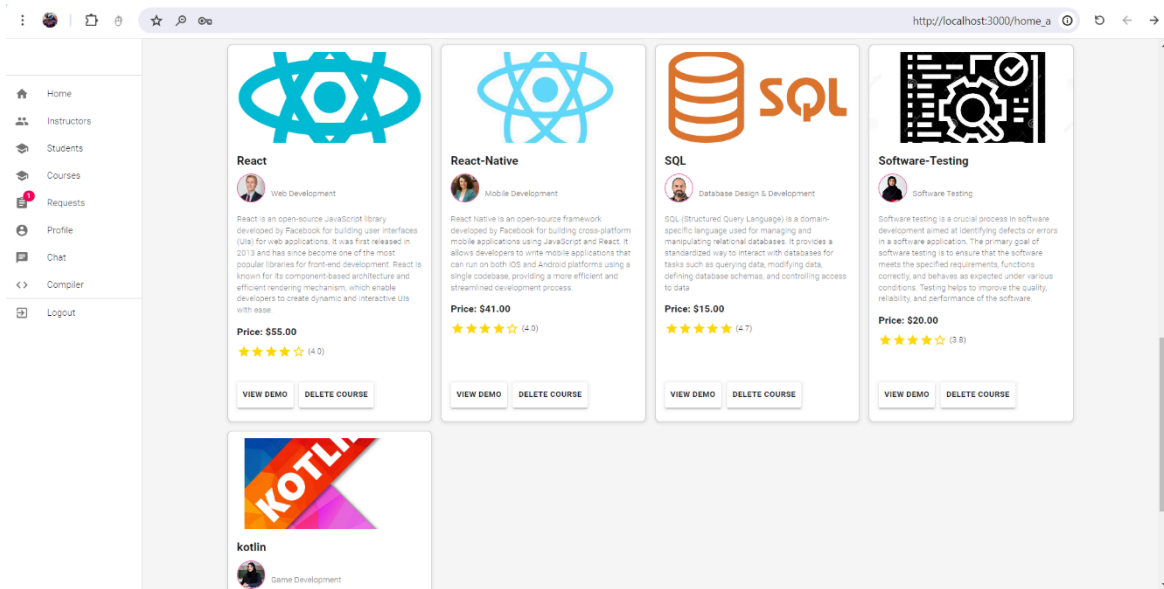 http://localhost:3000/home_a
Home
Instructors
Students
Courses
1
Requests
Profile
Chat
Compiler
Logout
React
Web Development
React is an open-source JavaScript library
developed by Facebook for building user interfaces
(UIs) for web applications. It was first released in
2013 and has since become one of the most
popular libraries for front-end development. React is
known for its component-based architecture and
efficient rendering mechanism, which enable
developers to create dynamic and interactive UIs
with ease
Price: $55.00
(4.0)
VIEW DEMO
DELETE COURSE
React-Native
Mobile Development
React Native is an open-source framework
developed by Facebook for building cross-platform
mobile applications using JavaScript and React. It
allows developers to write mobile applications that
can run on both iOS and Android platforms using a
single codebase, providing a more efficient and
streamlined development process.
Price: $41.00
(4.0)
VIEW DEMO
DELETE COURSE
SQL
SQL
Database Design & Development
SQL (Structured Query Language) is a domain-
specific language used for managing and
manipulating relational databases. It provides a
standardized way to interact with databases for
tasks such as querying data, modifying data,
defining database schemas, and controlling access
to data
Price: $15.00
(4.7)
VIEW DEMO
DELETE COURSE
Software-Testing
Software Testing
Software testing is a crucial process in software
development aimed at identifying defects or errors
in a software application. The primary goal of
software testing is to ensure that the software
meets the specified requirements, functions
correctly, and behaves as expected under various
conditions. Testing helps to improve the quality,
reliability, and performance of the software.
Price: $20.00
(3.8)
VIEW DEMO
DELETE COURSE
KOTLIN
kotlin
Game Development